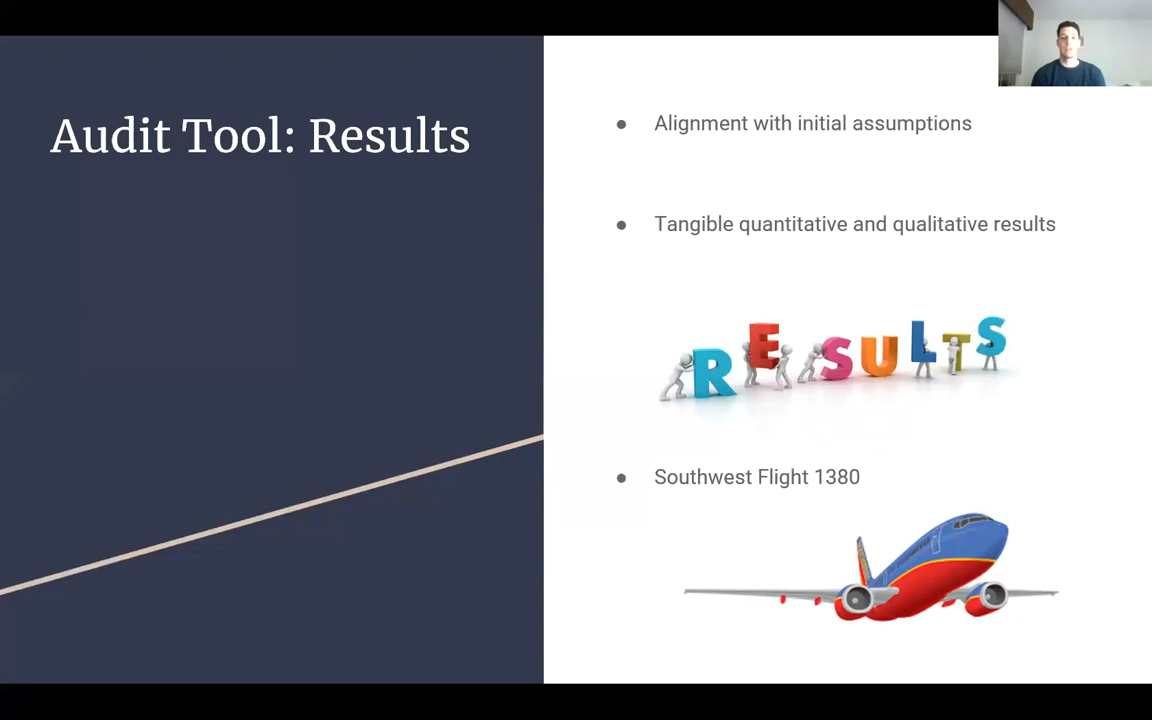 Audit Tool: Results
● Alignment with initial assumptions
● Tangible quantitative and qualitative results
RESULTS
● Southwest Flight 1380